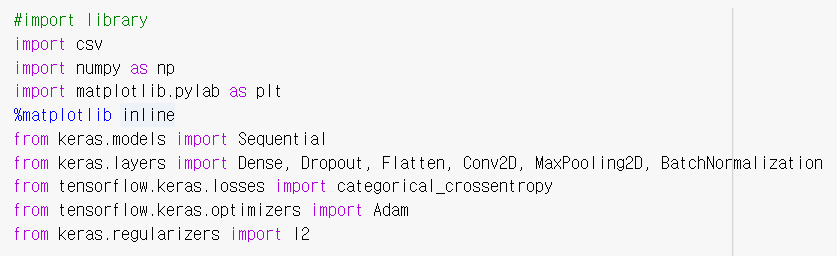 #import library
import csv
import numpy as np
import matplotlib.pylab as plt
%matplotlib inline
from keras.models import Sequential
from keras.layers import Dense, Dropout, Flatten, Conv2D, MaxPooling2D, BatchNormalization
from tensorflow.keras.losses import categorical_crossentropy
from tensorflow.keras.optimizers import Adam
from keras.regularizers import l2